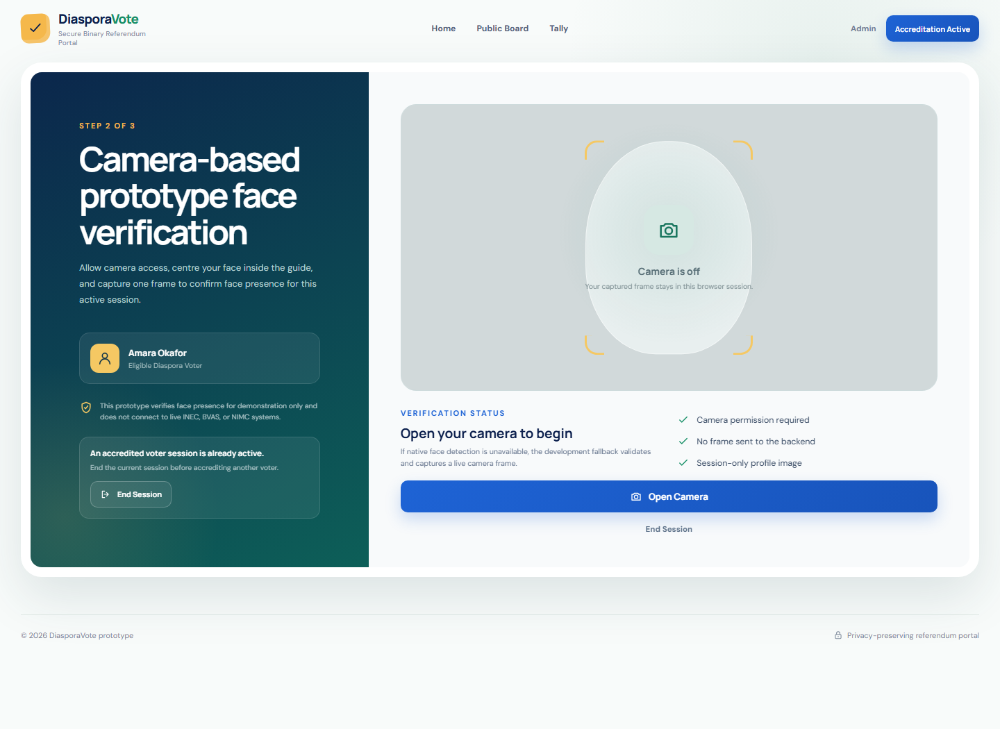 DiasporaVote
Secure Binary Referendum
Portal
Home
Public Board
Tally
Admin
Accreditation Active
STEP 2 OF 3
Camera-based
prototype face
verification
Allow camera access, centre your face inside the guide,
and capture one frame to confirm face presence for this
active session.
Amara Okafor
Eligible Diaspora Voter
This prototype verifies face presence for demonstration only and
does not connect to live INEC, BVAS, or NIMC systems.
An accredited voter session is already active.
End the current session before accrediting another voter.
End Session
Camera is off
Your captured frame stays in this browser session.
VERIFICATION STATUS
Open your camera to begin
If native face detection is unavailable, the development fallback validates
and captures a live camera frame.
Camera permission required
No frame sent to the backend
Session-only profile image
Open Camera
End Session
© 2026 DiasporaVote prototype
Privacy-preserving referendum portal